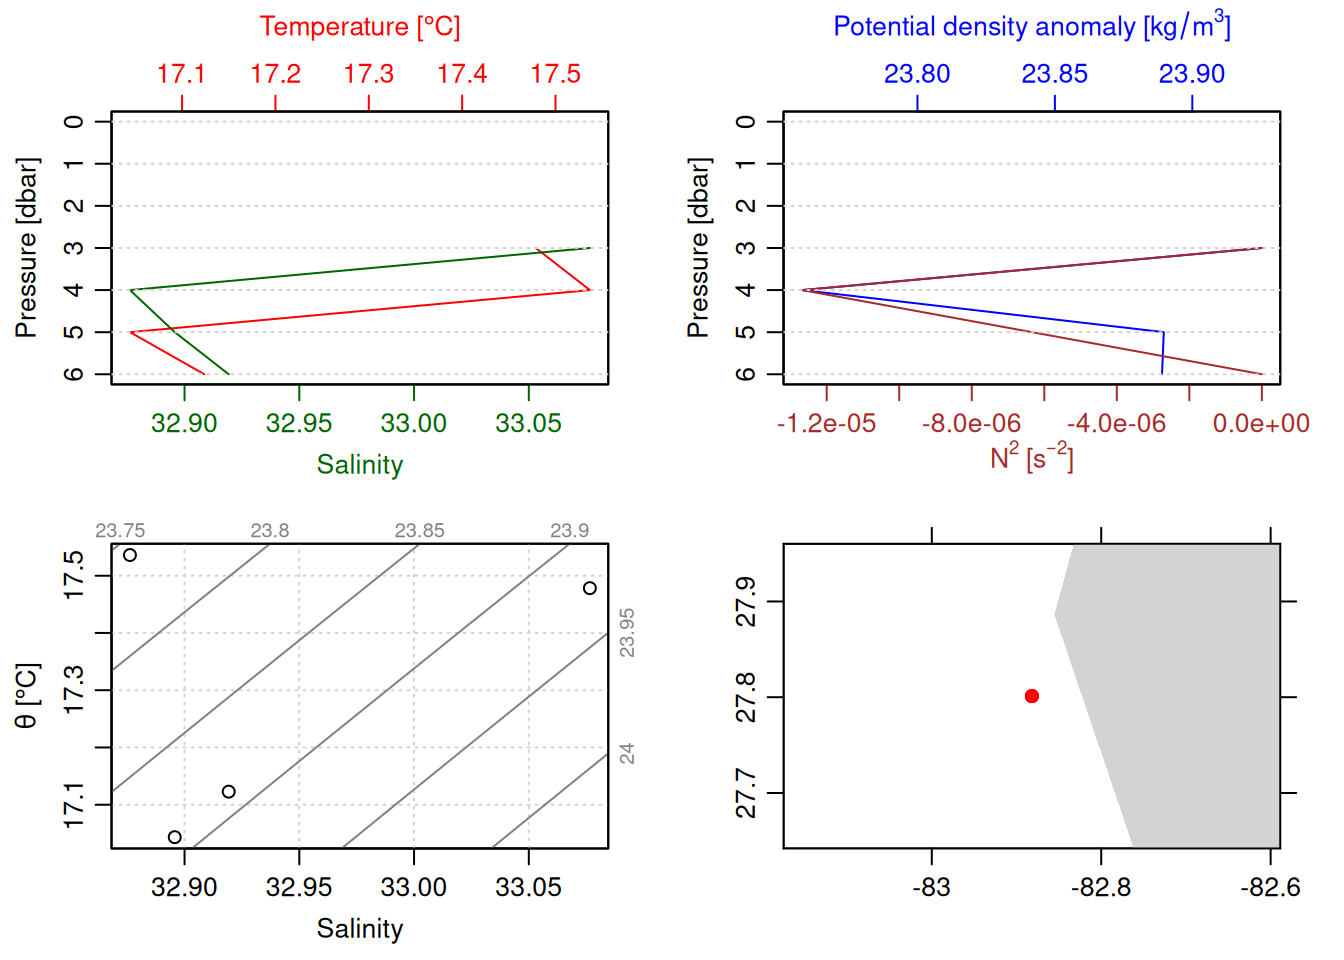 Temperature [°C]
17.1 17.2 17.3 17.4 17.5
Pressure [dbar]
0 1 2 3 4 5 6
32.90 32.95 33.00 33.05
Salinity
Potential density anomaly [kg/m³]
23.80 23.85 23.90
Pressure [dbar]
0 1 2 3 4 5 6
-1.2e-05 -8.0e-06 -4.0e-06 0.0e+00
N² [s⁻²]
23.75 23.8 23.85 23.9
23.95
24
θ [°C]
17.5 17.3 17.1
32.90 32.95 33.00 33.05
Salinity
27.9 27.8 27.7
-83 -82.8 -82.6